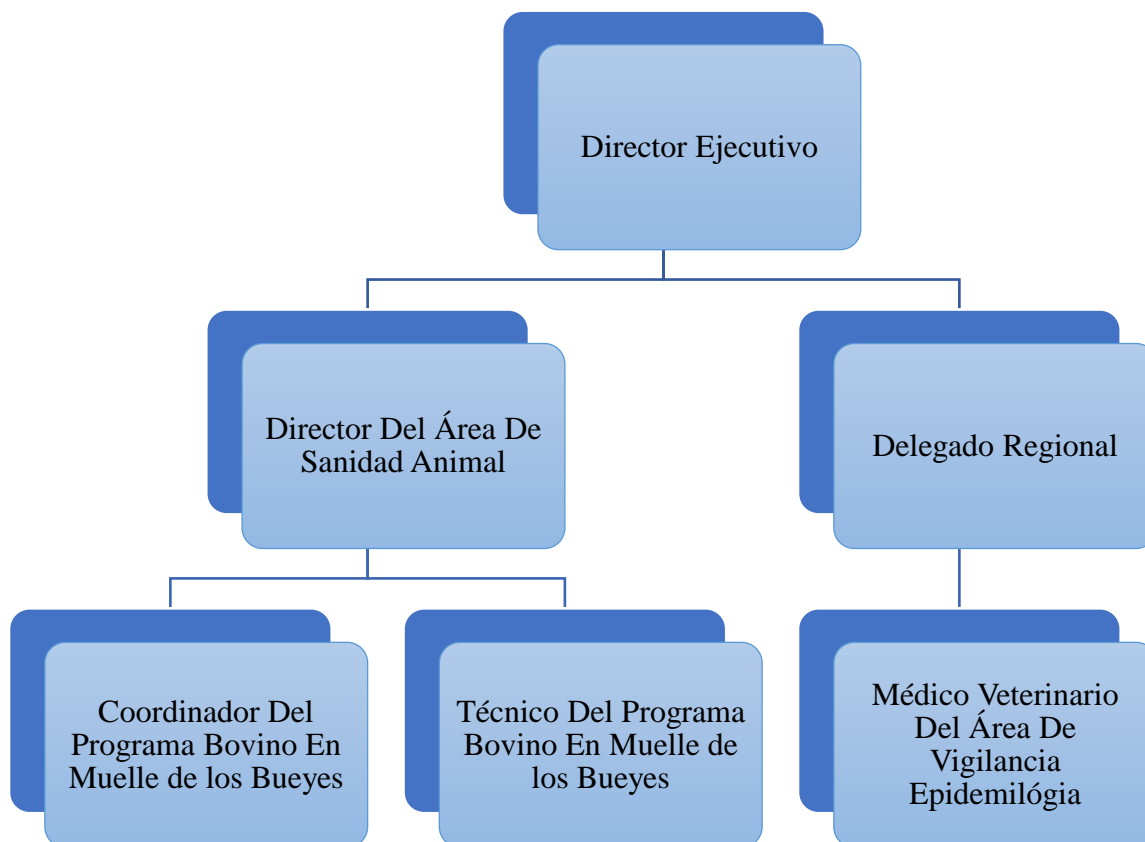 Director Ejecutivo
Director Del Área De
Sanidad Animal
Delegado Regional
Coordinador Del
Programa Bovino En
Muelle de los Bueyes
Técnico Del Programa
Bovino En Muelle de
los Bueyes
Médico Veterinario
Del Área De
Vigilancia
Epidemilógia